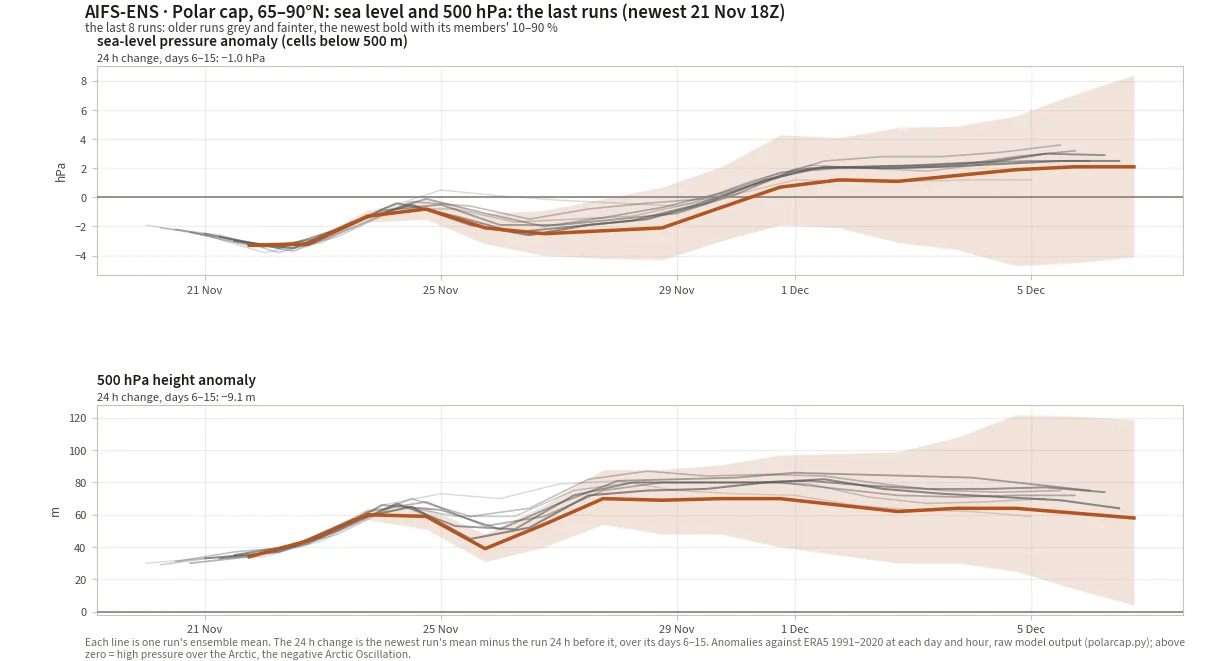 AIFS-ENS · Polar cap, 65–90°N: sea level and 500 hPa: the last runs (newest 21 Nov 18Z)
the last 8 runs: older runs grey and fainter, the newest bold with its members' 10–90 %
sea-level pressure anomaly (cells below 500 m)
24 h change, days 6–15: −1.0 hPa
8
6
4
2
0
−2
−4
hPa
21 Nov
25 Nov
29 Nov
1 Dec
5 Dec
500 hPa height anomaly
24 h change, days 6–15: −9.1 m
120
100
80
60
40
20
0
m
21 Nov
25 Nov
29 Nov
1 Dec
5 Dec
Each line is one run's ensemble mean. The 24 h change is the newest run's mean minus the run 24 h before it, over its days 6–15. Anomalies against ERA5 1991–2020 at each day and hour, raw model output (polarcap.py); above
zero = high pressure over the Arctic, the negative Arctic Oscillation.